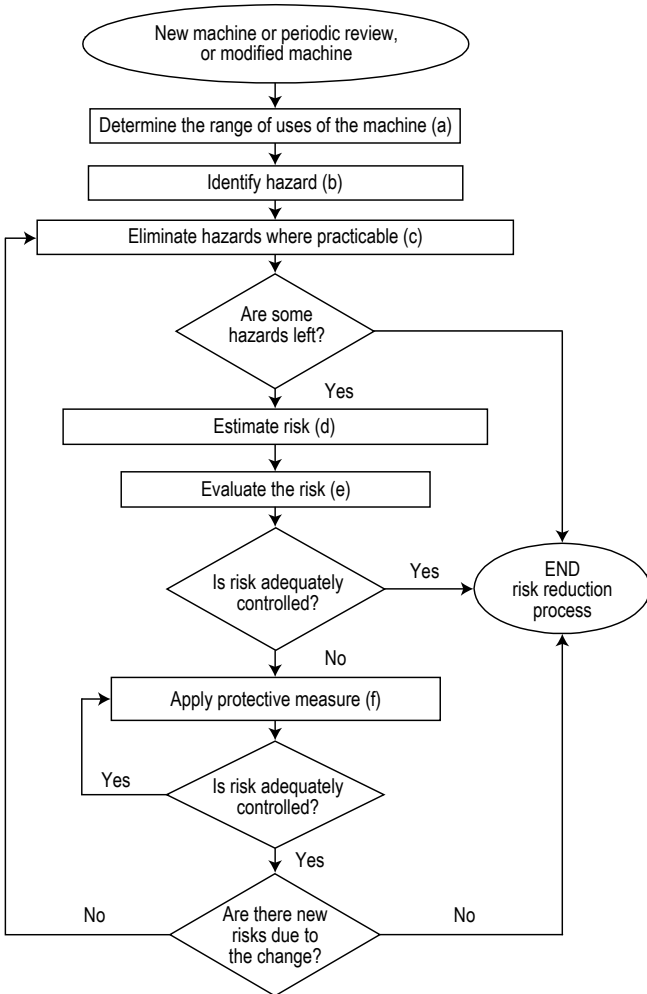 New machine or periodic review,
or modified machine
Determine the range of uses of the machine (a)
Identify hazard (b)
Eliminate hazards where practicable (c)
Are some
hazards left?
Yes
Estimate risk (d)
Evaluate the risk (e)
Is risk adequately
controlled?
Yes
END
risk reduction
process
No
Apply protective measure (f)
Yes
Is risk adequately
controlled?
Yes
No
Are there new
risks due to
the change?
No